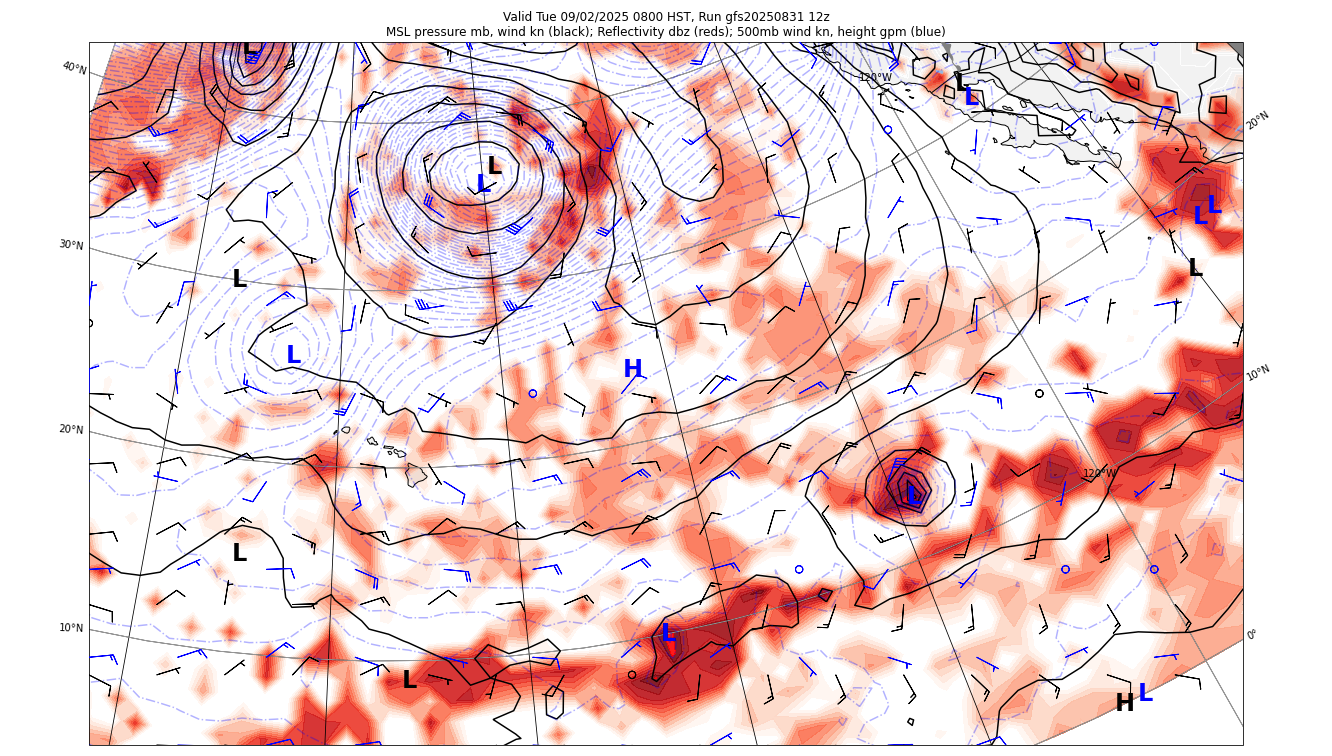 Valid Tue 09/02/2025 0800 HST, Run gfs20250831 12z
MSL pressure mb, wind kn (black); Reflectivity dbz (reds); 500mb wind kn, height gpm (blue)
L
40°N
120°W
L
L
20°N
L
L
L
L
30°N
L
L
L
L
H
10°N
20°N
120°W
L
L
10°N
L
0°
L
H
L